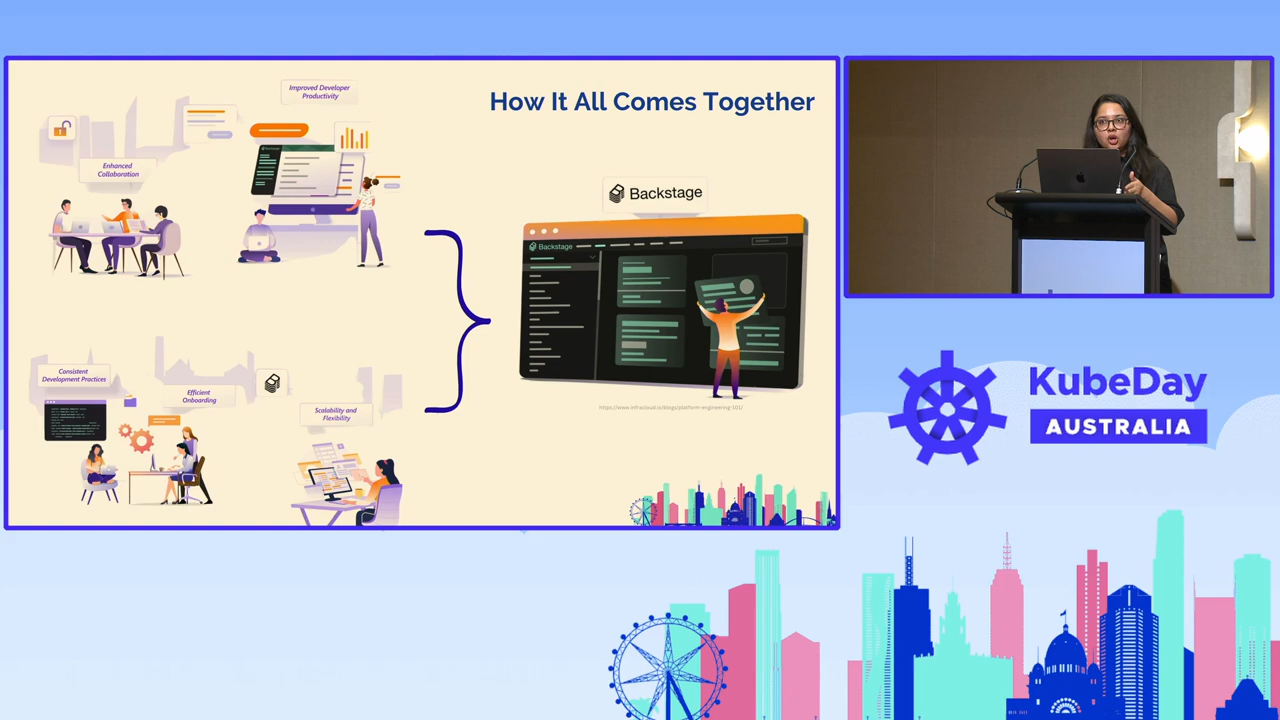 Improved Developer
Productivity
How It All Comes Together
Enhanced
Collaboration
Backstage
Backstage
Consistent
Development Practices
Efficient
Onboarding
Scalability and
Flexibility
https://www.infracloud.io/blogs/platform-engineering-101/
KubeDay
AUSTRALIA